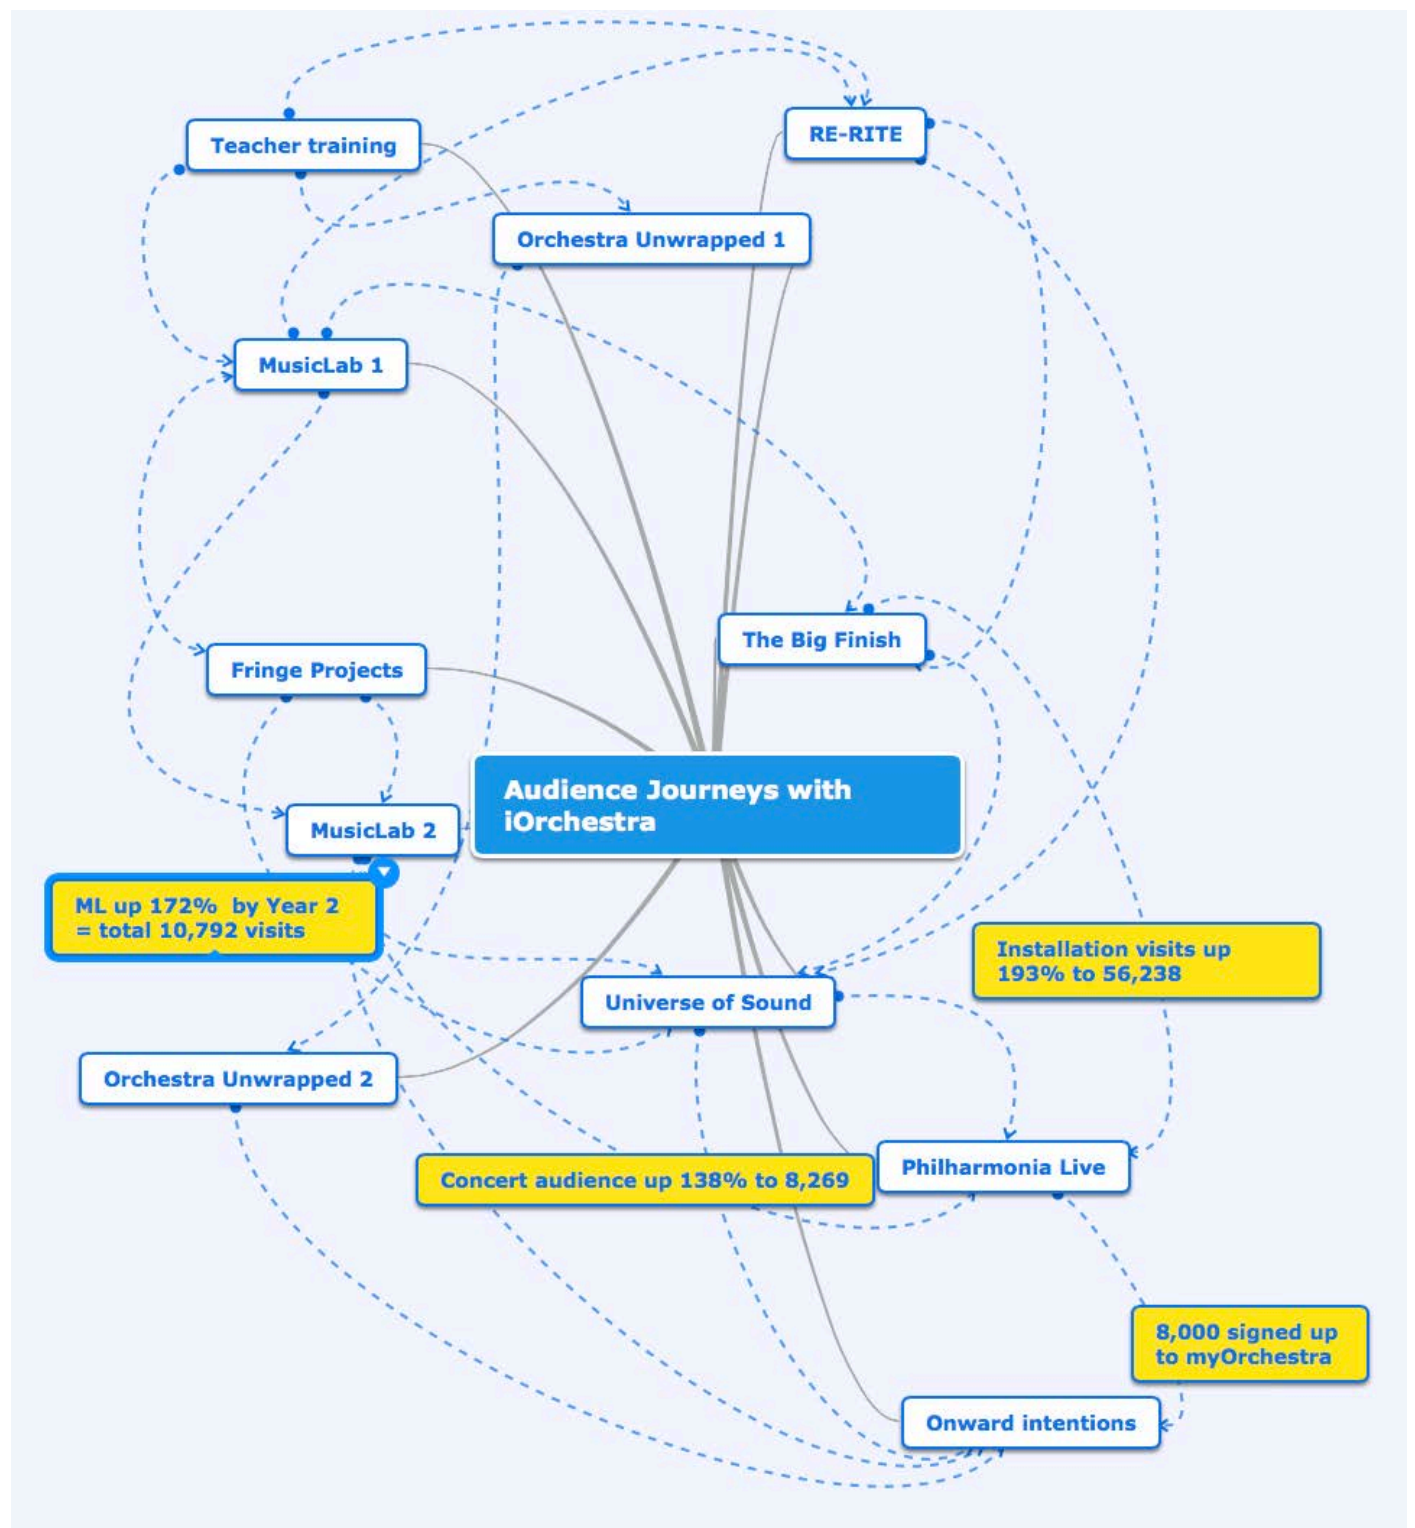 RE-RITE
Teacher training
Orchestra Unwrapped 1
MusicLab 1
The Big Finish
Fringe Projects
Audience Journeys with
iOrchestra
MusicLab 2
ML up 172%  by Year 2
= total 10,792 visits
Installation visits up
193% to 56,238
Universe of Sound
Orchestra Unwrapped 2
Philharmonia Live
Concert audience up 138% to 8,269
8,000 signed up
to myOrchestra
Onward intentions